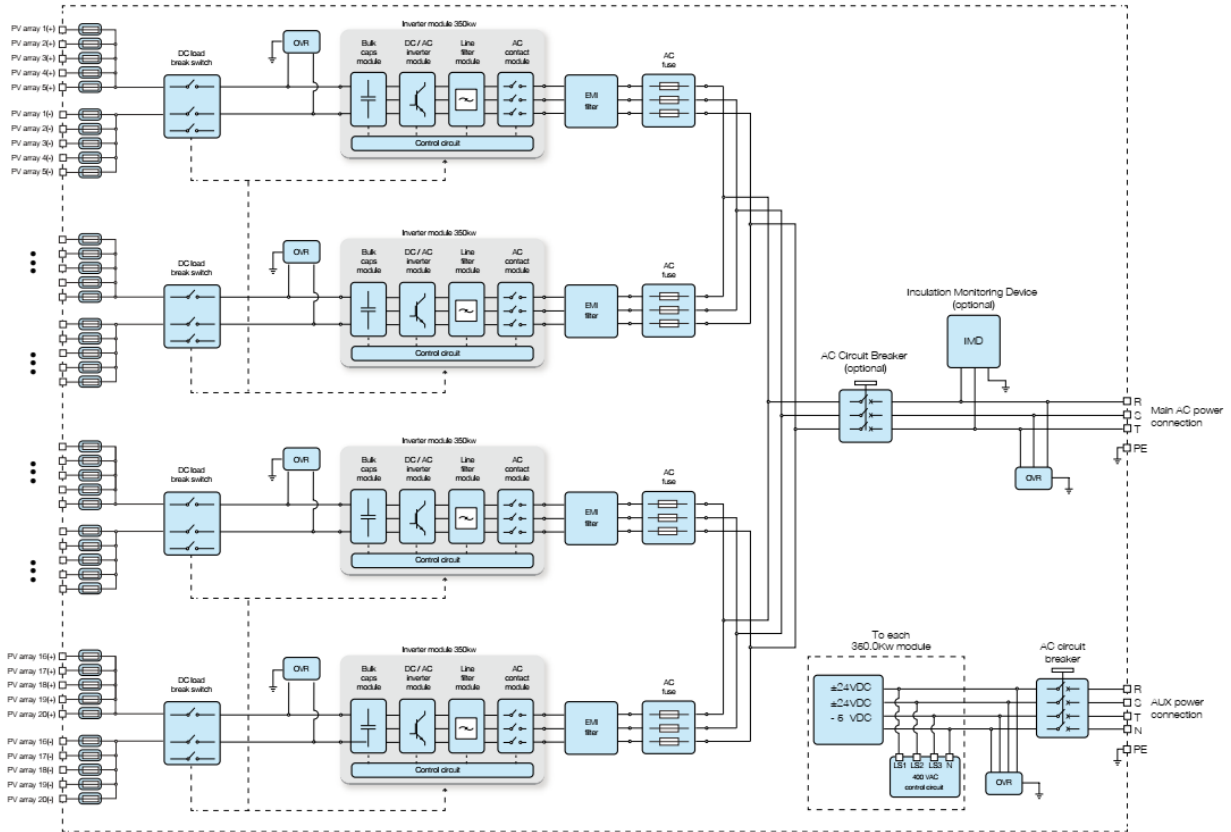 PV array 1(+)
PV array 2(+)
PV array 3(+)
PV array 4(+)
PV array 5(+)
PV array 1(-)
PV array 2(-)
PV array 3(-)
PV array 4(-)
PV array 5(-)
DC load
break switch
OVR
Inverter module 350kw
Bulk
caps
module
DC / AC
inverter
module
Line
filter
module
AC
contact
module
Control circuit
EMI
filter
AC
fuse
DC load
break switch
OVR
Inverter module 350kw
Bulk
caps
module
DC / AC
inverter
module
Line
filter
module
AC
contact
module
Control circuit
EMI
filter
AC
fuse
DC load
break switch
OVR
Inverter module 350kw
Bulk
caps
module
DC / AC
inverter
module
Line
filter
module
AC
contact
module
Control circuit
EMI
filter
AC
fuse
PV array 16(+)
PV array 17(+)
PV array 18(+)
PV array 19(+)
PV array 20(+)
PV array 16(-)
PV array 17(-)
PV array 18(-)
PV array 19(-)
PV array 20(-)
DC load
break switch
OVR
Inverter module 350kw
Bulk
caps
module
DC / AC
inverter
module
Line
filter
module
AC
contact
module
Control circuit
EMI
filter
AC
fuse
Insulation Monitoring Device
(optional)
IMD
AC Circuit Breaker
(optional)
R
S
T
PE
Main AC power
connection
OVR
To each
350.0Kw module
±24VDC
±24VDC
- 5 VDC
LS1 LS2 LS3 N
400 VAC
control circuit
OVR
AC circuit
breaker
R
S
T
N
PE
AUX power
connection